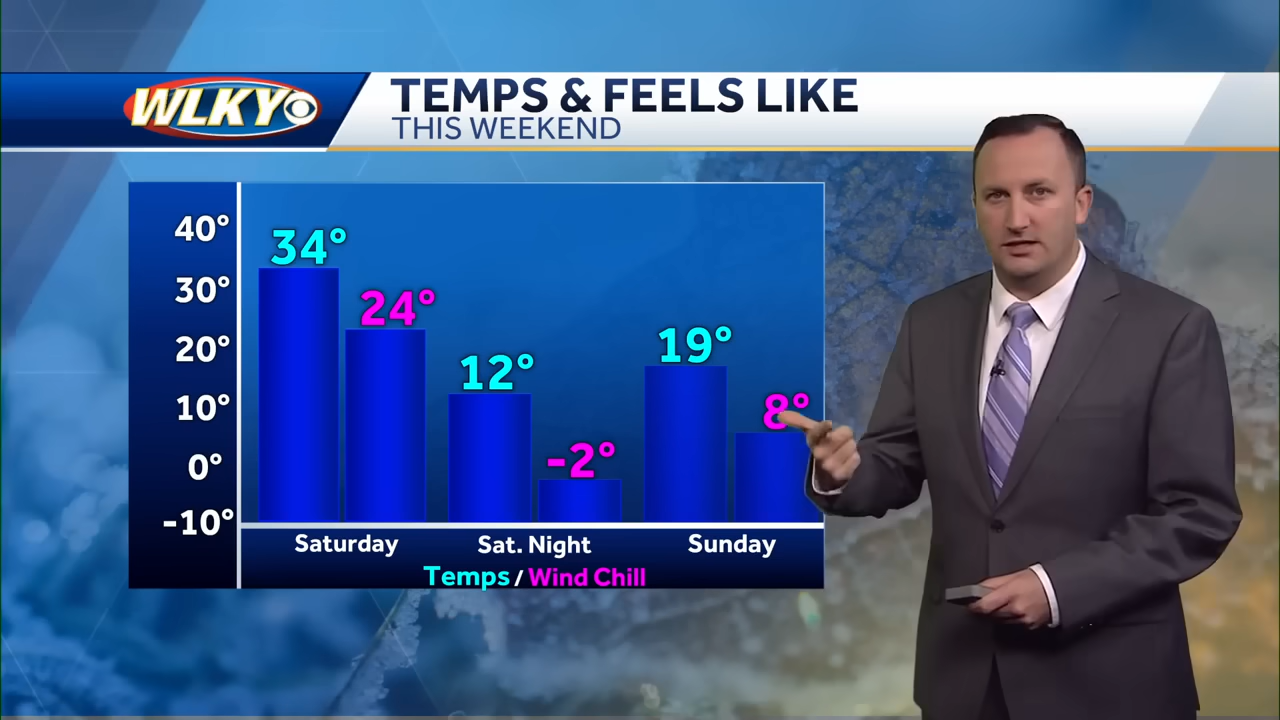 WLKY
TEMPS & FEELS LIKE
THIS WEEKEND
40°
30°
20°
10°
0°
-10°
34°
24°
12°
-2°
19°
8°
Saturday
Sat. Night
Sunday
Temps / Wind Chill